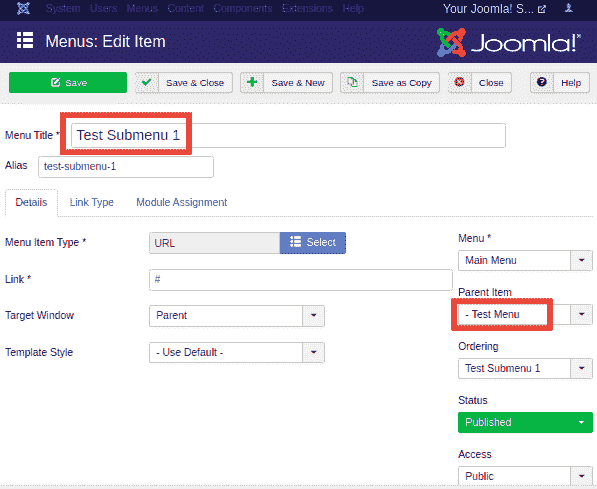 System Users Menus Content Components Extensions Help Your Joomla! S...
Menus: Edit Item Joomla!®
Save Save & Close Save & New Save as Copy Close Help
Menu Title * Test Submenu 1
Alias test-submenu-1
Details Link Type Module Assignment
Menu Item Type * URL Select
Link * #
Target Window Parent
Template Style - Use Default -
Menu *
Main Menu
Parent Item
- Test Menu
Ordering
Test Submenu 1
Status
Published
Access
Public